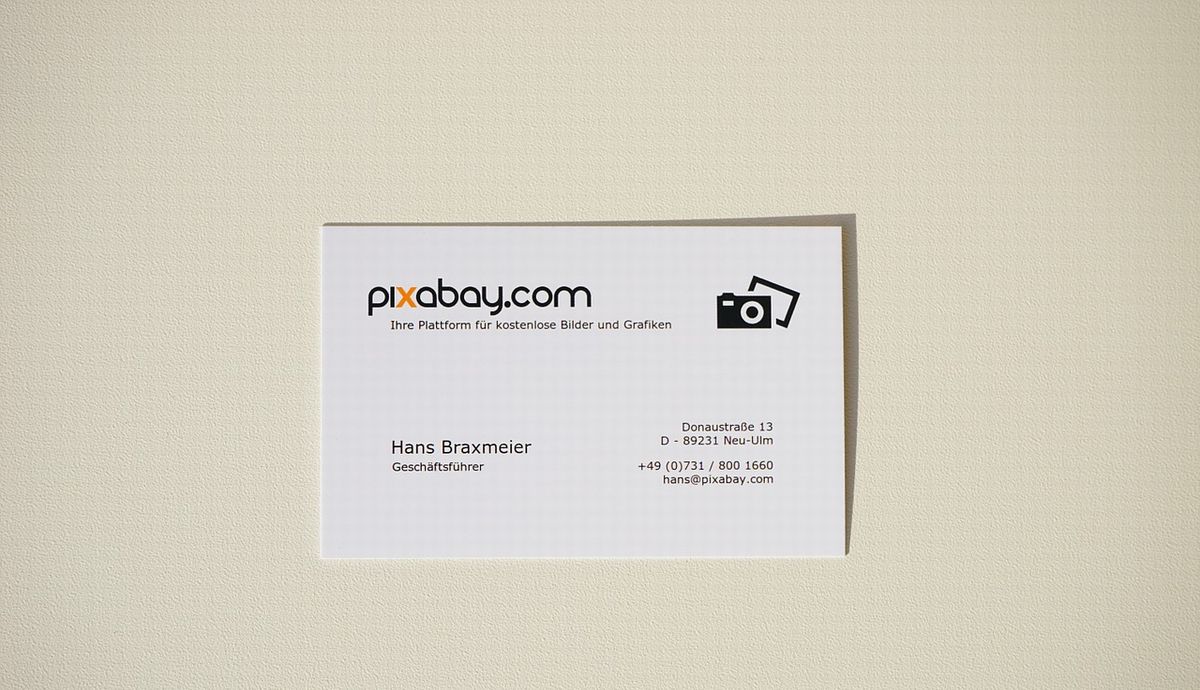 pixabay.com
Ihre Plattform für kostenlose Bilder und Grafiken
Hans Braxmeier
Geschäftsführer
Donaustraße 13
D - 89231 Neu-Ulm
+49 (0)731 / 800 1660
hans@pixabay.com